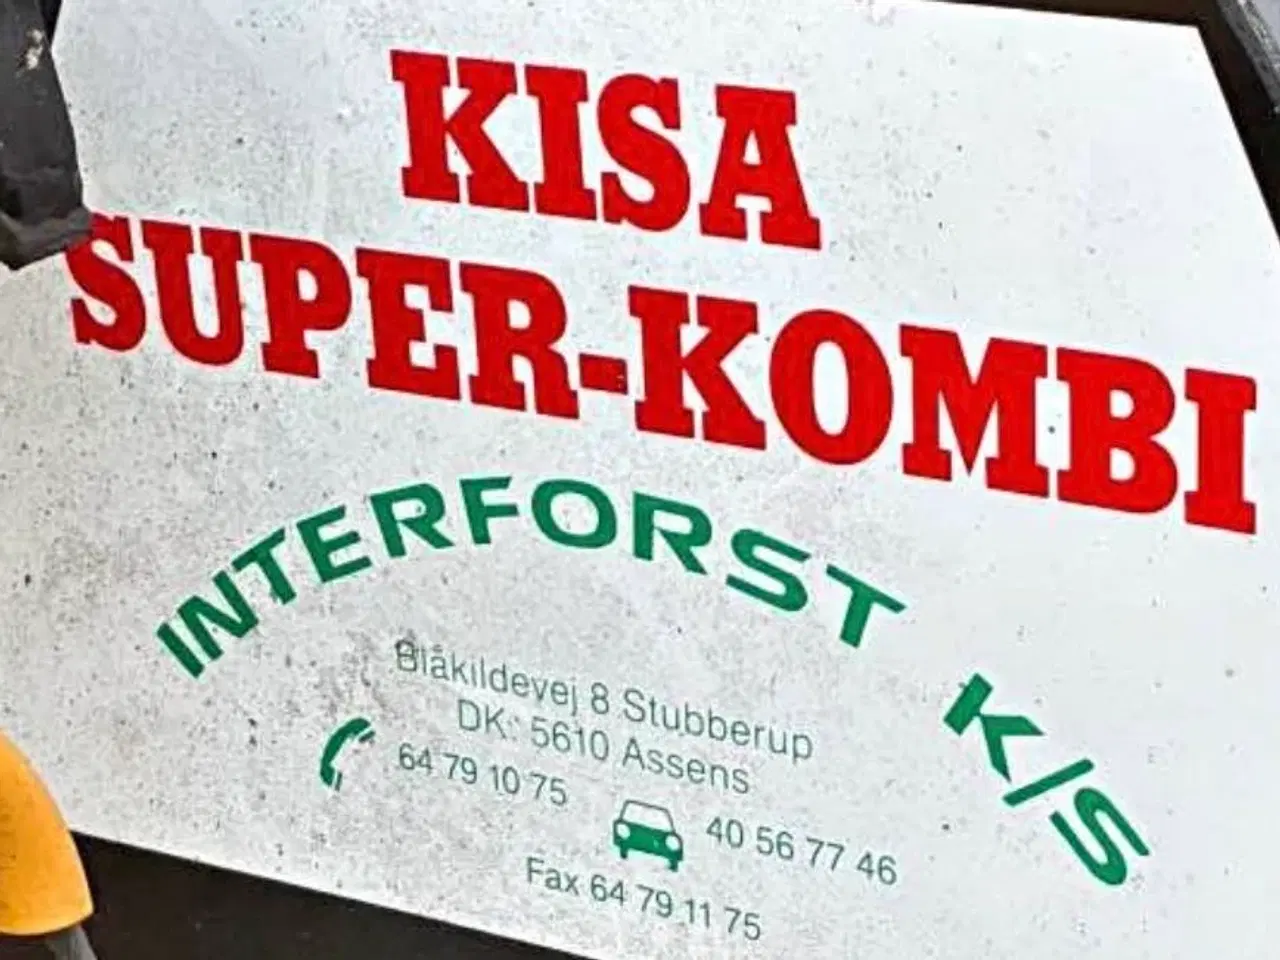 KISA
SUPER-KOMBI
INTERFORST K/S
Blåkildevej 8 Stubberup
DK: 5610 Assens
64 79 10 75
40 56 77 46
Fax 64 79 11 75